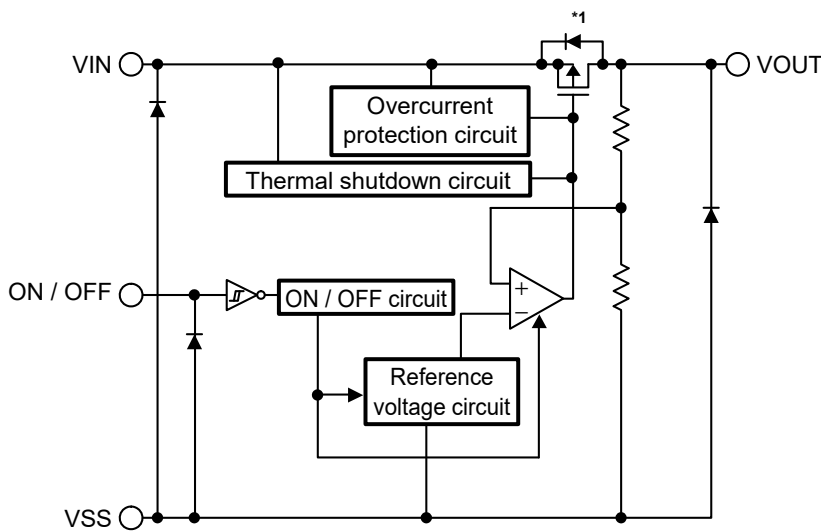 *1
VIN
VOUT
Overcurrent
protection circuit
Thermal shutdown circuit
ON / OFF
ON / OFF circuit
+
−
Reference
voltage circuit
VSS